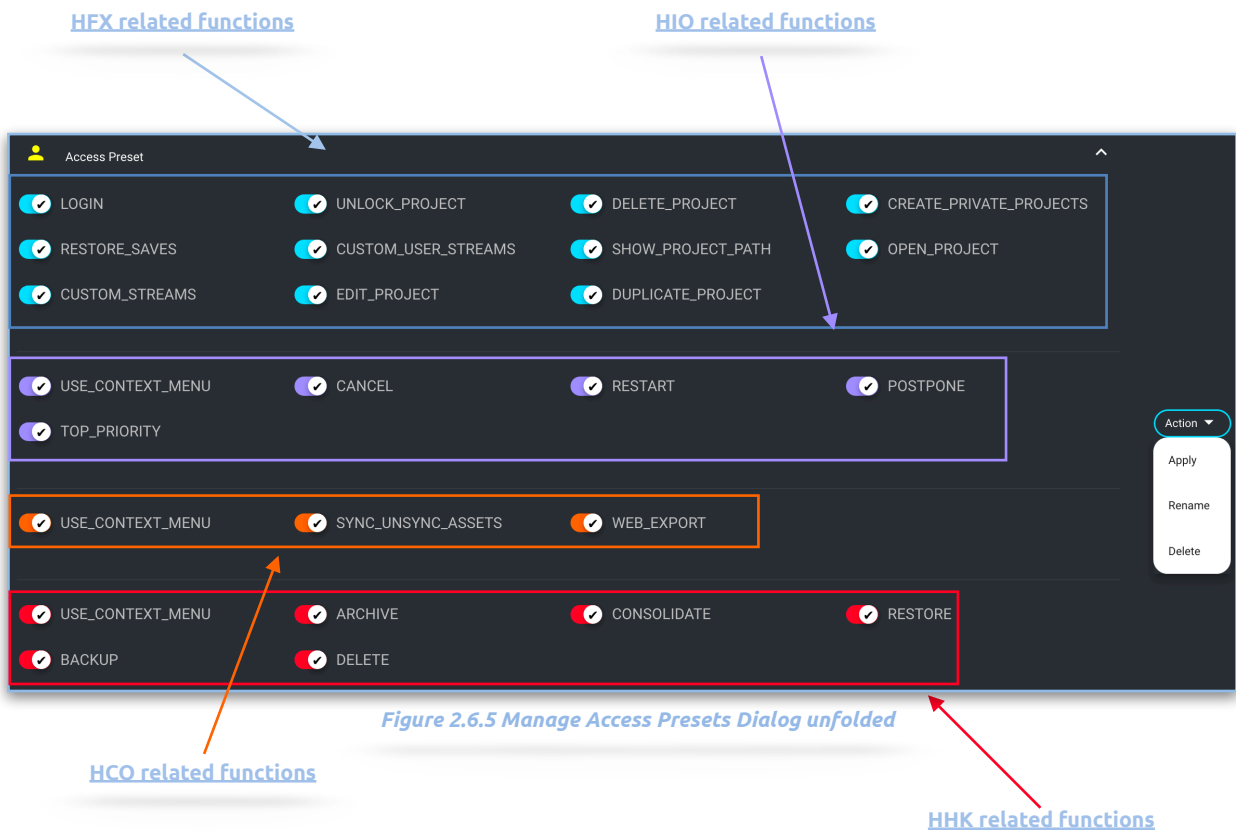 HFX related functions
HIO related functions
Access Preset
LOGIN
UNLOCK_PROJECT
DELETE_PROJECT
CREATE_PRIVATE_PROJECTS
RESTORE_SAVES
CUSTOM_USER_STREAMS
SHOW_PROJECT_PATH
OPEN_PROJECT
CUSTOM_STREAMS
EDIT_PROJECT
DUPLICATE_PROJECT
USE_CONTEXT_MENU
CANCEL
RESTART
POSTPONE
TOP_PRIORITY
Action
Apply
Rename
Delete
USE_CONTEXT_MENU
SYNC_UNSYNC_ASSETS
WEB_EXPORT
USE_CONTEXT_MENU
ARCHIVE
CONSOLIDATE
RESTORE
BACKUP
DELETE
Figure 2.6.5 Manage Access Presets Dialog unfolded
HCO related functions
HHK related functions